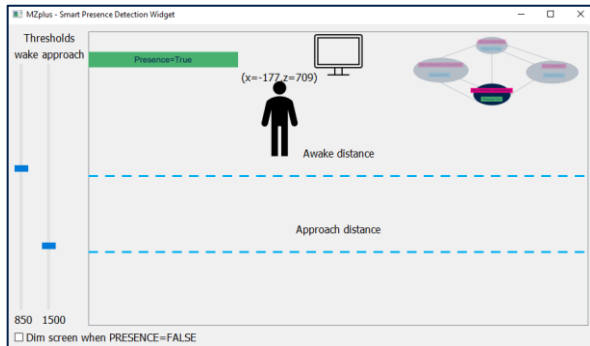 MZplus - Smart Presence Detection Widget
Thresholds
wake approach
Presence=True
(x=-177,z=709)
Awake distance
Approach distance
850 1500
Dim screen when PRESENCE=FALSE